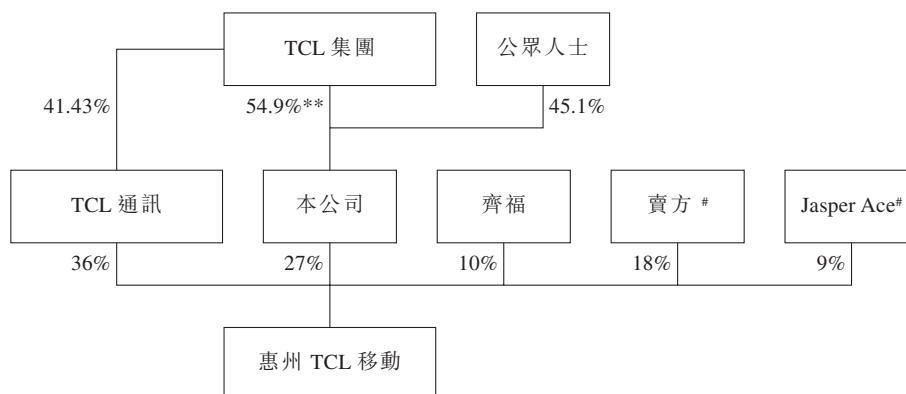 TCL 集團
公眾人士
41.43%
54.9%**
45.1%
TCL 通訊
本公司
齊福
賣方 #
Jasper Ace#
36%
27%
10%
18%
9%
惠州 TCL 移動